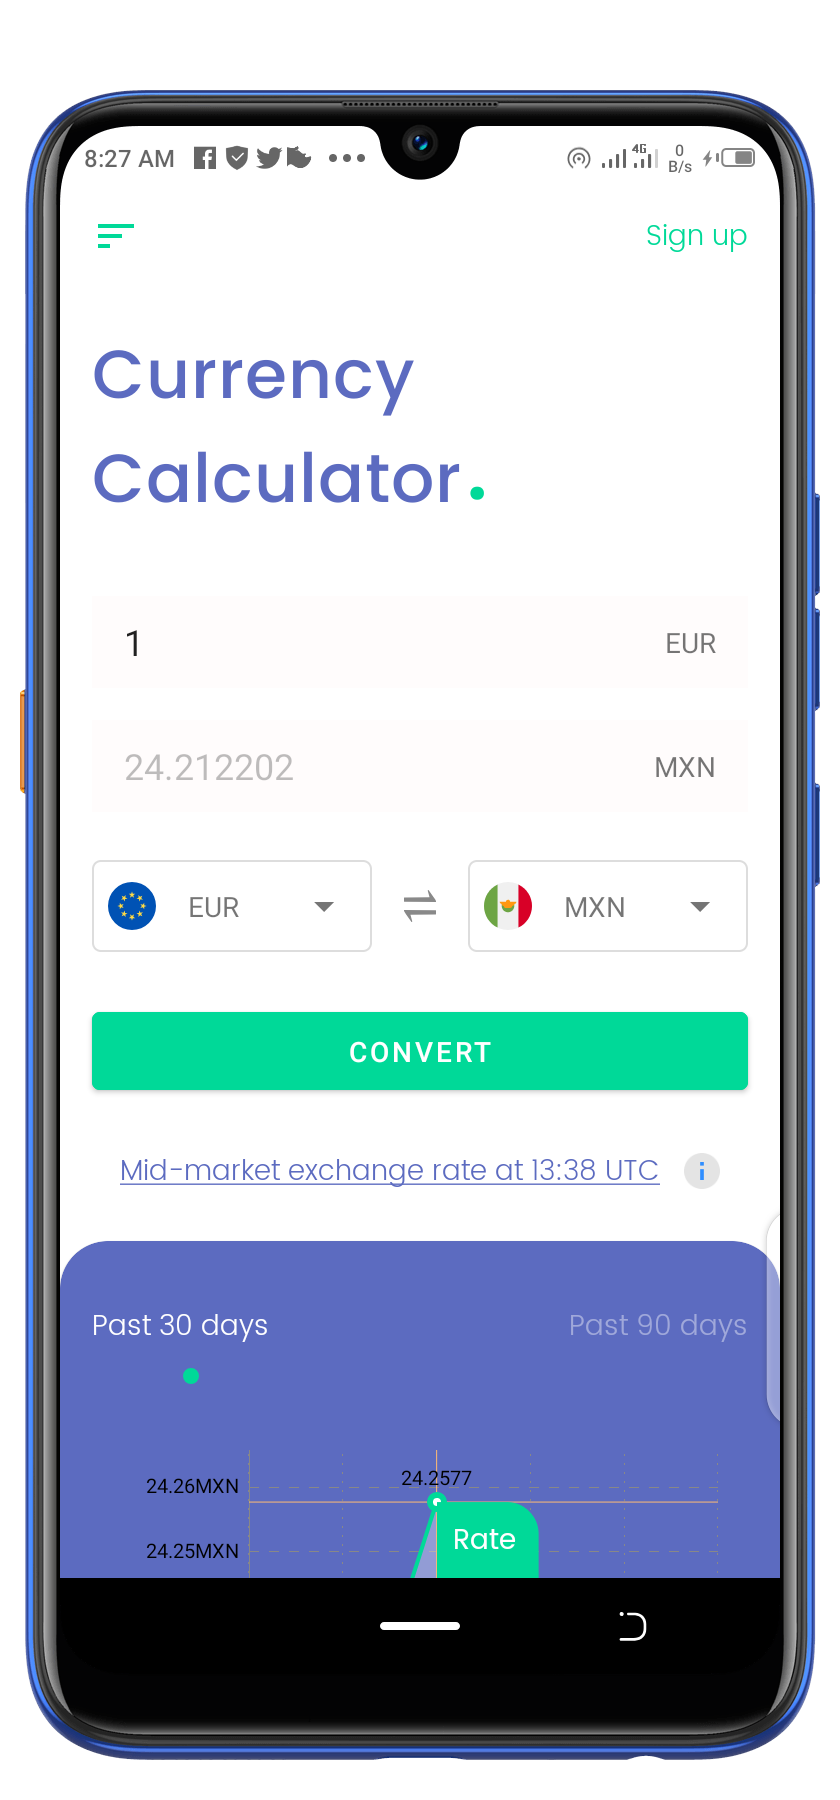 8:27 AM
4G
0
B/s
Sign up
Currency
Calculator.
1 EUR
24.212202 MXN
EUR MXN
CONVERT
Mid-market exchange rate at 13:38 UTC i
Past 30 days Past 90 days
24.2577
24.26MXN
Rate
24.25MXN